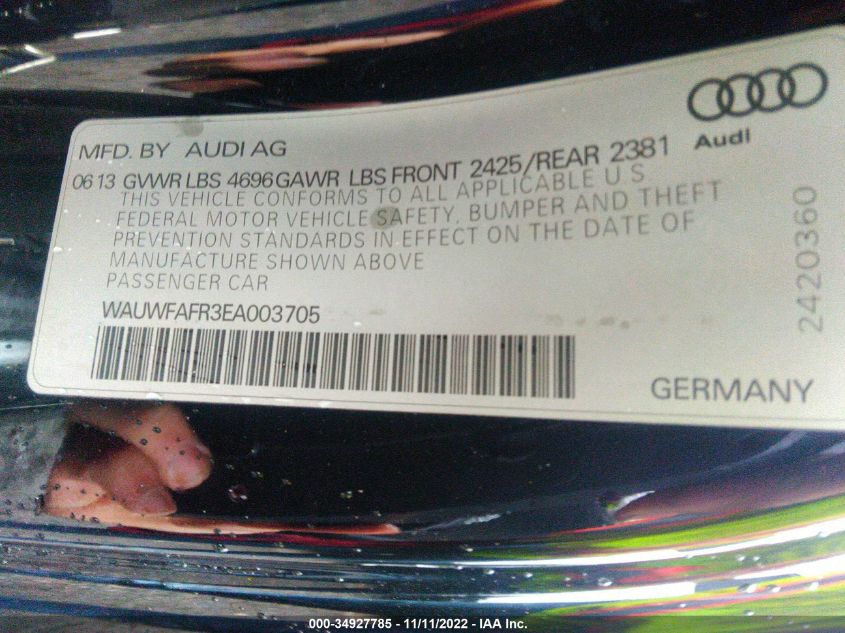 Audi
MFD. BY AUDI AG
06 13 GVWR LBS 4696 GAWR LBS FRONT 2425/REAR 2381
THIS VEHICLE CONFORMS TO ALL APPLICABLE U S
FEDERAL MOTOR VEHICLE SAFETY, BUMPER AND THEFT
PREVENTION STANDARDS IN EFFECT ON THE DATE OF
MANUFACTURE SHOWN ABOVE
PASSENGER CAR
WAUWFAFR3EA003705
2420360
GERMANY
000-34927785 - 11/11/2022 - IAA Inc.